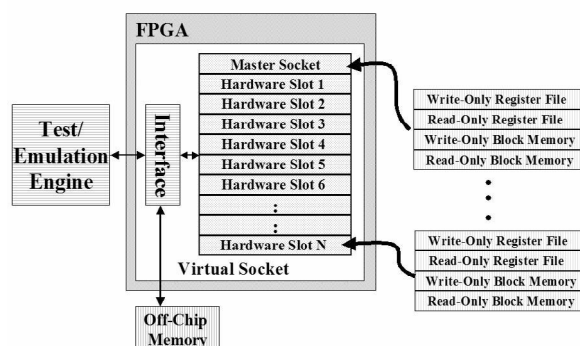 FPGA
Master Socket
Hardware Slot 1
Hardware Slot 2
Hardware Slot 3
Hardware Slot 4
Hardware Slot 5
Hardware Slot 6
:
:
Hardware Slot N
Virtual Socket
Test/
Emulation
Engine
Interface
Off-Chip
Memory
Write-Only Register File
Read-Only Register File
Write-Only Block Memory
Read-Only Block Memory
Write-Only Register File
Read-Only Register File
Write-Only Block Memory
Read-Only Block Memory